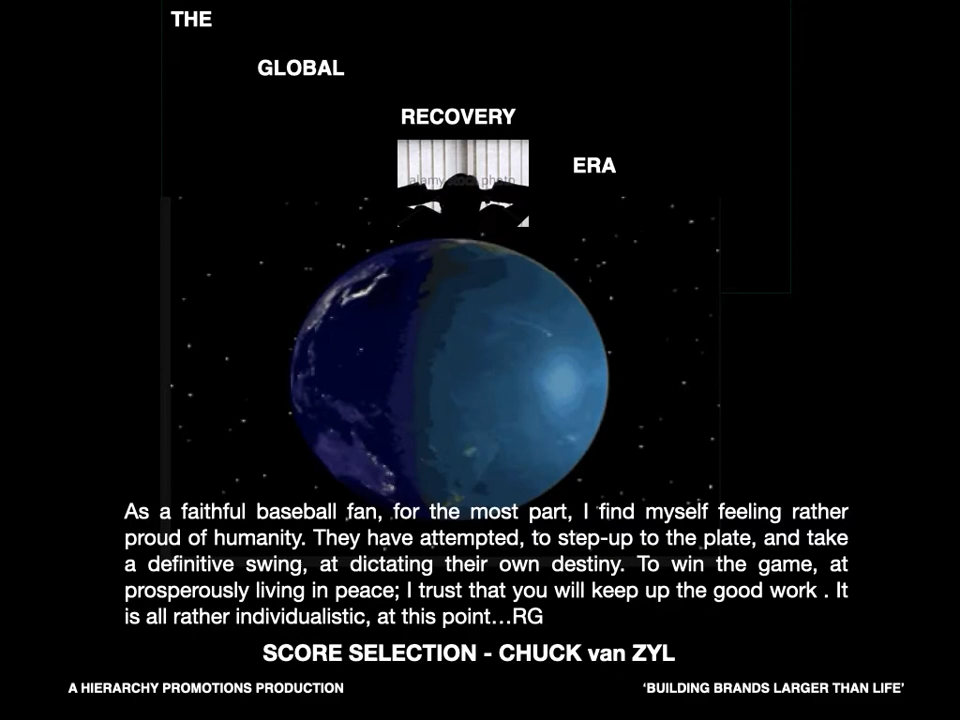 THE
GLOBAL
RECOVERY
ERA
alamy stock photo
As a faithful baseball fan, for the most part, I find myself feeling rather
proud of humanity. They have attempted, to step-up to the plate, and take
a definitive swing, at dictating their own destiny. To win the game, at
prosperously living in peace; I trust that you will keep up the good work . It
is all rather individualistic, at this point…RG
SCORE SELECTION - CHUCK van ZYL
A HIERARCHY PROMOTIONS PRODUCTION
‘BUILDING BRANDS LARGER THAN LIFE’